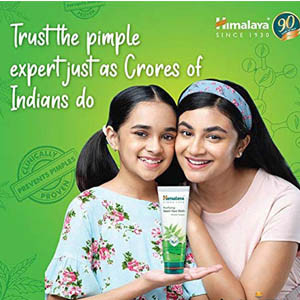 Trust the pimple
expert just as Crores of
Indians do
Himalaya
SINCE 1930
90
CLINICALLY
PREVENTS PIMPLES
PROVEN
Himalaya